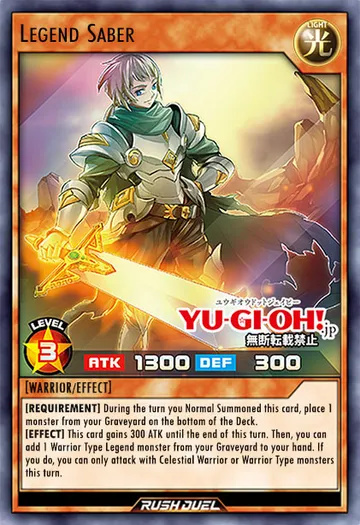 LEGEND SABER
LIGHT
光
ユウギオウドットジェイピー
YU-GI-OH!.jp
無断転載禁止
LEVEL
3
ATK 1300 DEF 300
[WARRIOR/EFFECT]
[REQUIREMENT] During the turn you Normal Summoned this card, place 1
monster from your Graveyard on the bottom of the Deck.
[EFFECT] This card gains 300 ATK until the end of this turn. Then, you can
add 1 Warrior Type Legend monster from your Graveyard to your hand. If
you do, you can only attack with Celestial Warrior or Warrior Type monsters
this turn.
RUSH DUEL